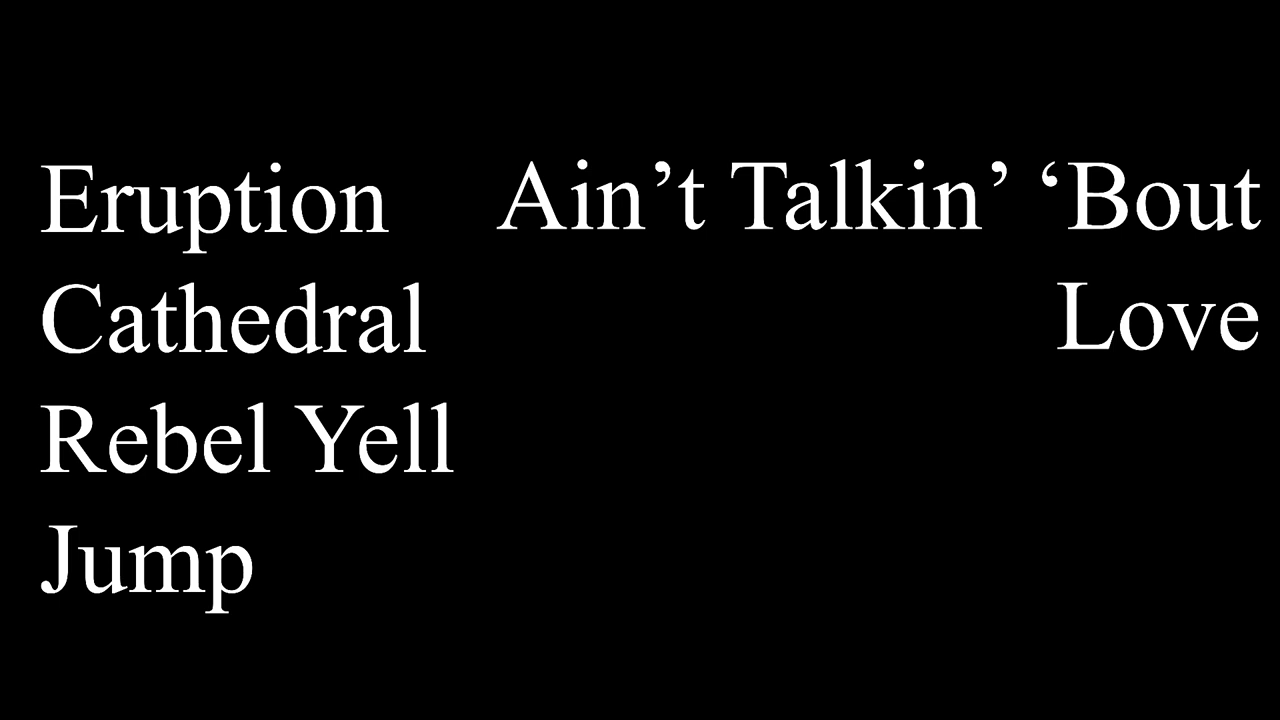 Eruption
Cathedral
Rebel Yell
Jump
Ain’t Talkin’ ‘Bout
Love